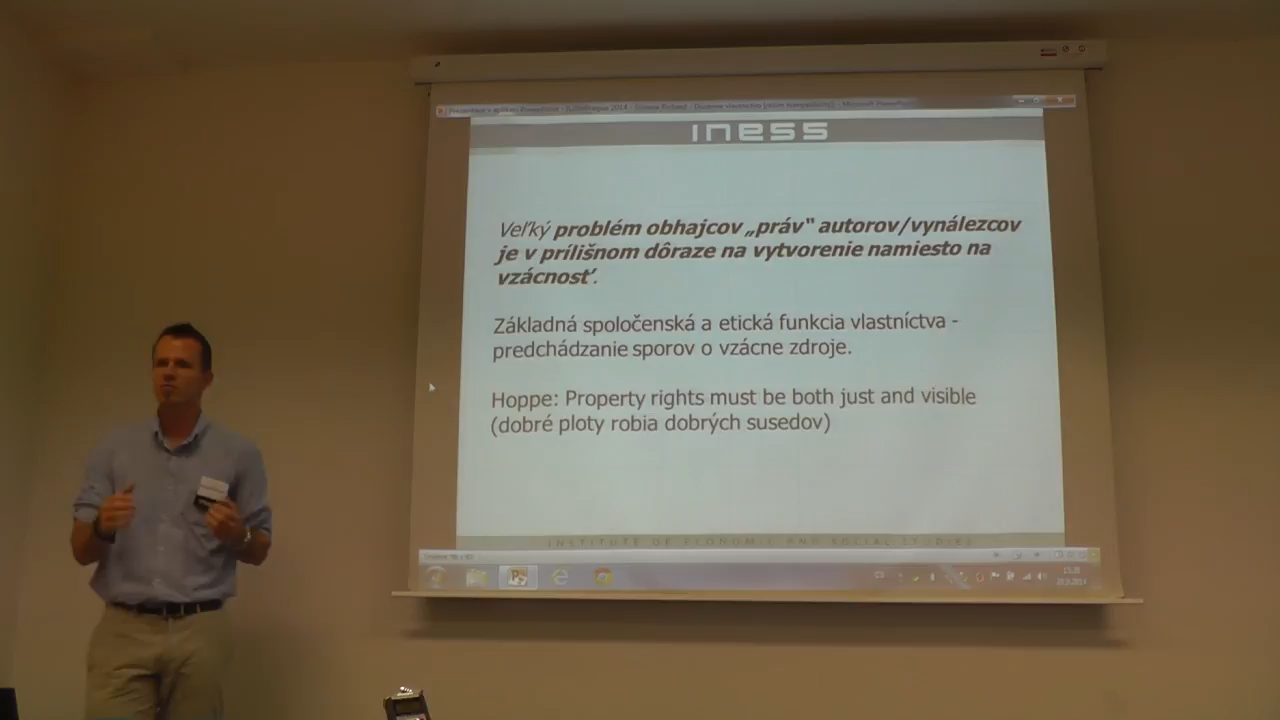 INESS
Veľký problém obhajcov „práv" autorov/vynálezcov
je v prílišnom dôraze na vytvorenie namiesto na
vzácnosť.
Základná spoločenská a etická funkcia vlastníctva -
predchádzanie sporov o vzácne zdroje.
Hoppe: Property rights must be both just and visible
(dobré ploty robia dobrých susedov)
INSTITUTE OF ECONOMIC AND SOCIAL STUDIES